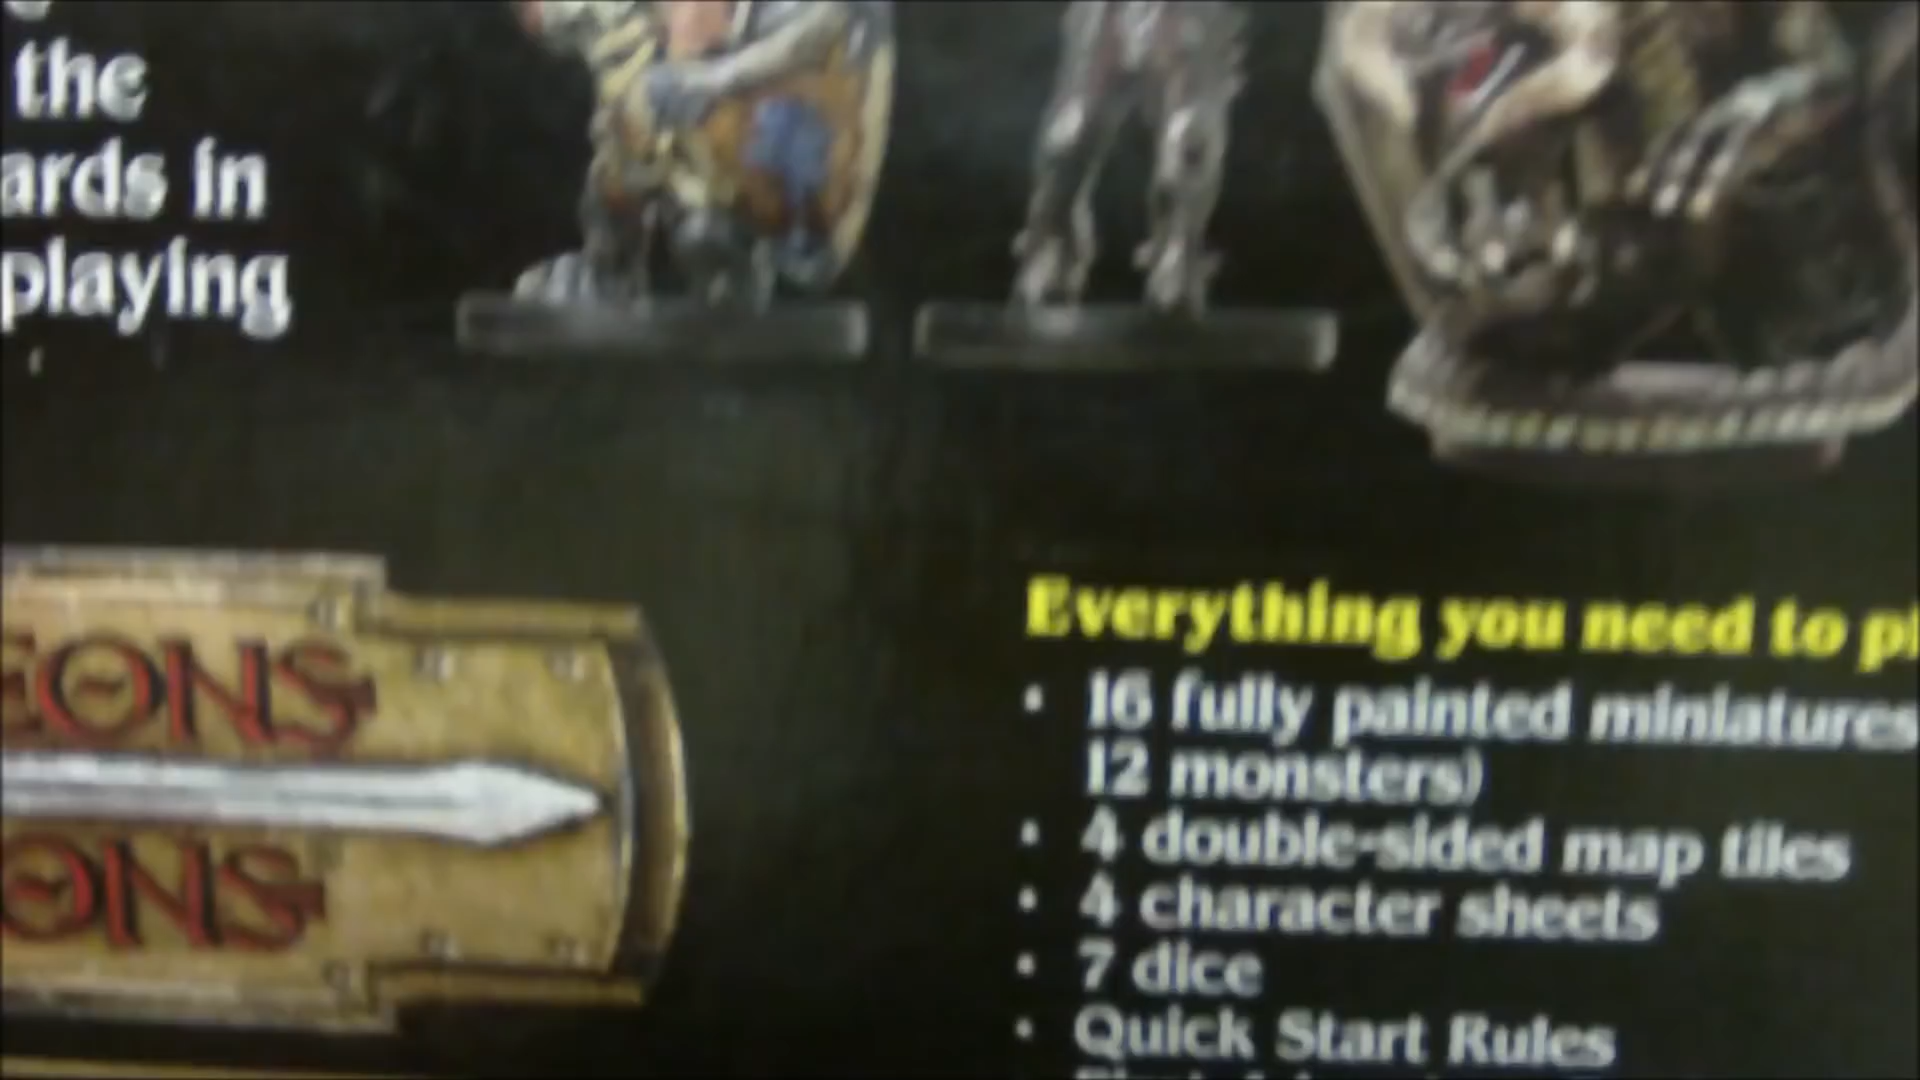 the
ards in
playing
EONS
ONS
Everything you need to pl
• 16 fully painted miniatures
12 monsters)
• 4 double-sided map tiles
• 4 character sheets
• 7 dice
• Quick Start Rules